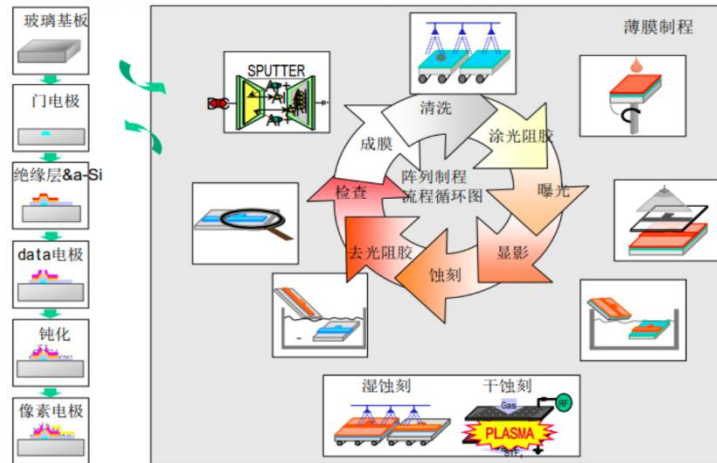 玻璃基板
门电极
绝缘层&a-Si
data电极
钝化
像素电极
薄膜制程
SPUTTER
清洗
涂光阻胶
曝光
显影
蚀刻
去光阻胶
检查
成膜
阵列制程
流程循环图
湿蚀刻
干蚀刻
Gas
RF
PLASMA